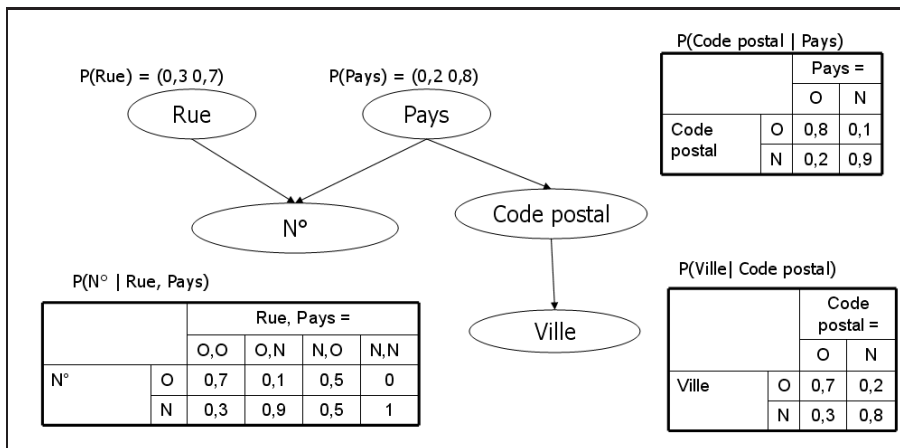 P(Rue) = (0,3 0,7)
P(Pays) = (0,2 0,8)
Rue
Pays
N°
Code postal
Ville
P(Code postal | Pays)
Pays =
O N
Code postal O 0,8 0,1
N 0,2 0,9
P(N° | Rue, Pays)
Rue, Pays =
O,O O,N N,O N,N
N° O 0,7 0,1 0,5 0
N 0,3 0,9 0,5 1
P(Ville| Code postal)
Code
postal =
O N
Ville O 0,7 0,2
N 0,3 0,8